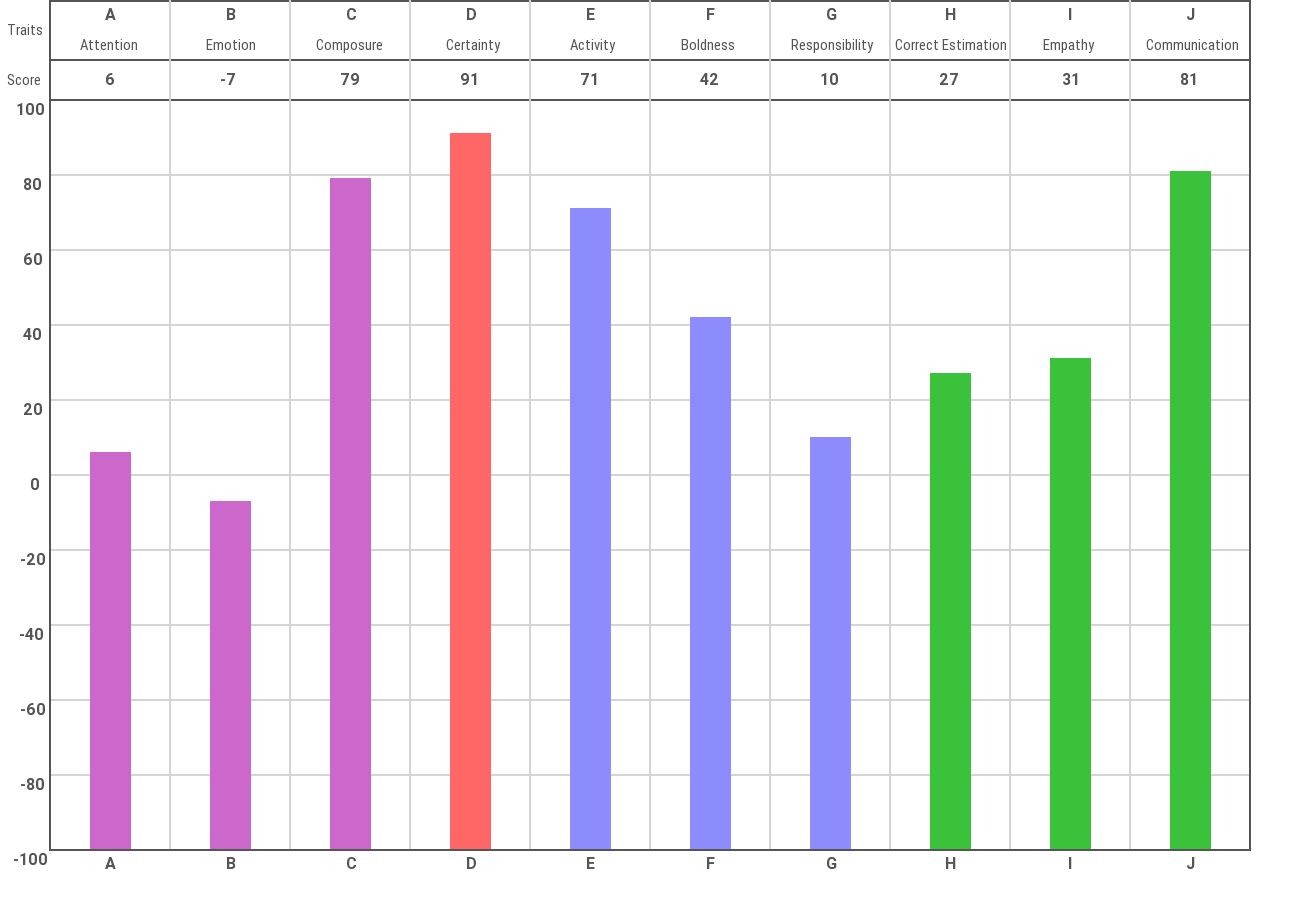 Traits
A B C D E F G H I J
Attention Emotion Composure Certainty Activity Boldness Responsibility Correct Estimation Empathy Communication
Score 6 -7 79 91 71 42 10 27 31 81
100
80
60
40
20
0
-20
-40
-60
-80
-100
A B C D E F G H I J